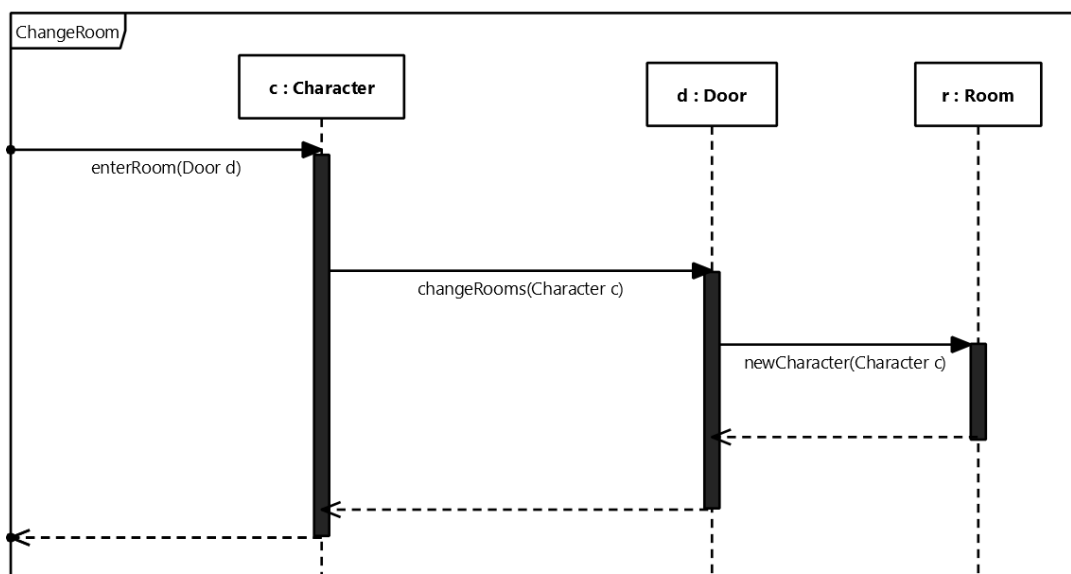 ChangeRoom
c : Character
d : Door
r : Room
enterRoom(Door d)
changeRooms(Character c)
newCharacter(Character c)